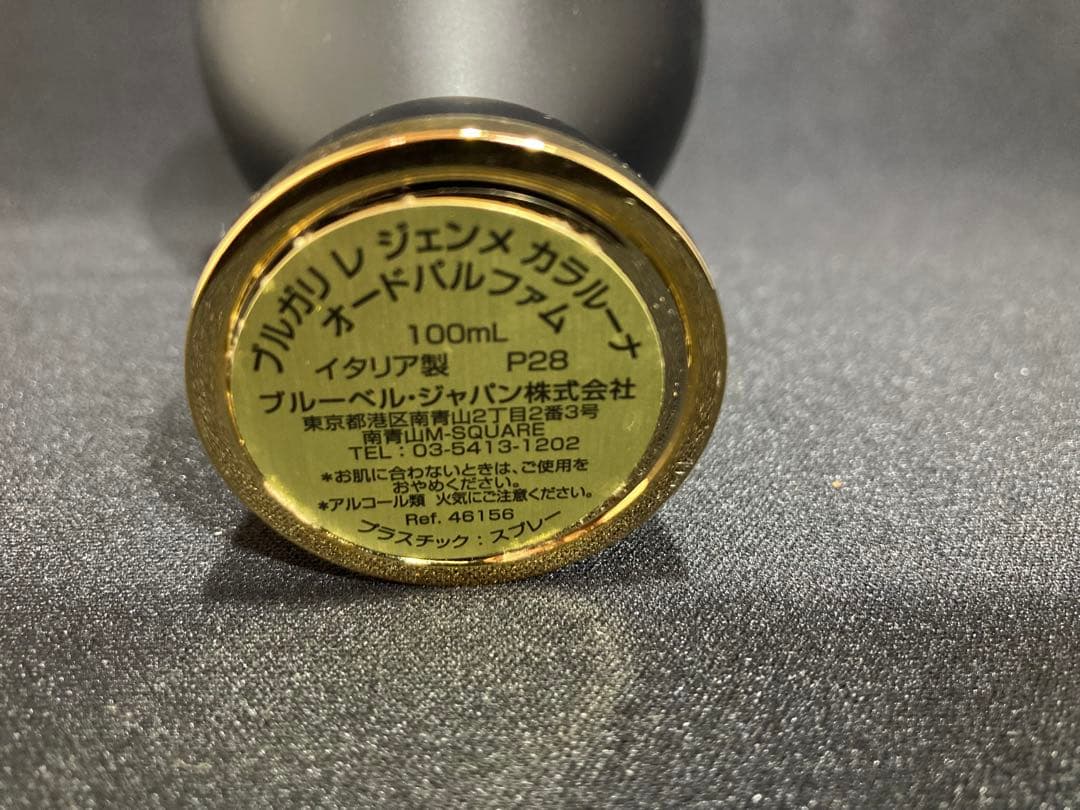 ブルガリ レ ジェンメ カラルーナ
オードパルファム
100mL
イタリア製 P28
ブルーベル・ジャパン株式会社
東京都港区南青山2丁目2番3号
南青山M-SQUARE
TEL：03-5413-1202
*お肌に合わないときは、ご使用を
おやめください。
*アルコール類 火気にご注意ください。
Ref. 46156
プラスチック：スプレー